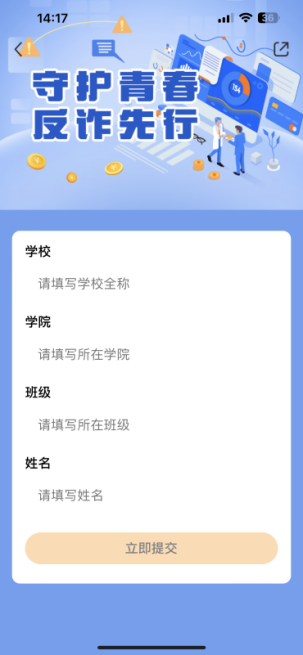 14:17
36
守护青春
反诈先行
学校
请填写学校全称
学院
请填写所在学院
班级
请填写所在班级
姓名
请填写姓名
立即提交